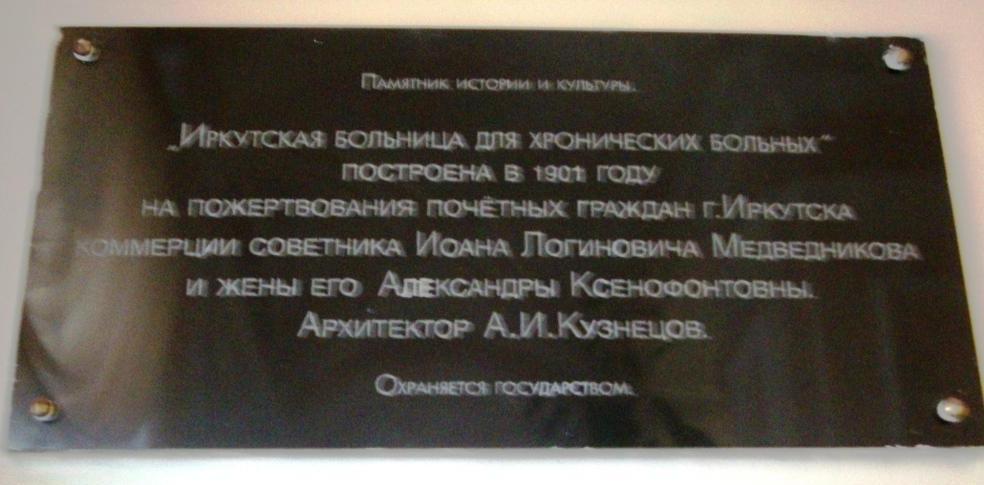 Памятник истории и культуры.
„Иркутская больница для хронических больных“
построена в 1901 году
на пожертвования почётных граждан г.Иркутска
коммерции советника Иоана Логиновича Медведникова
и жены его Александры Ксенофонтовны.
Архитектор А.И.Кузнецов.
Охраняется государством.